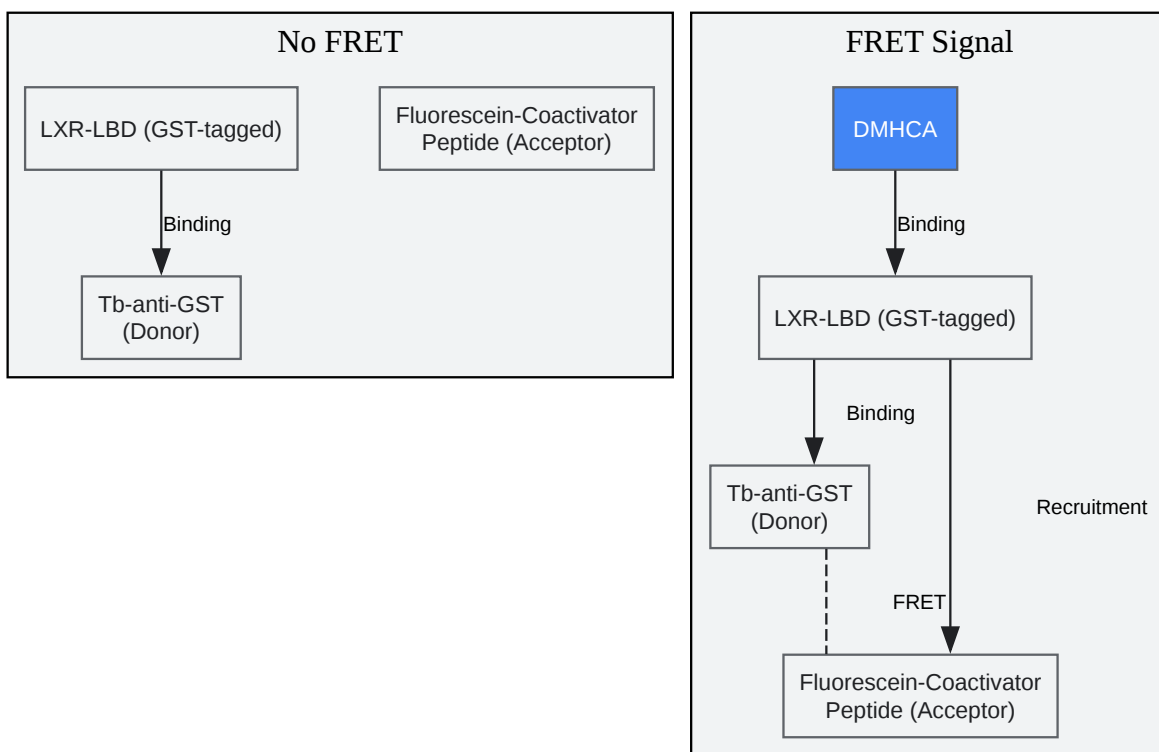 No FRET
LXR-LBD (GST-tagged)
Fluorescein-Coactivator
Peptide (Acceptor)
Binding
Tb-anti-GST
(Donor)
FRET Signal
DMHCA
Binding
LXR-LBD (GST-tagged)
Binding
Tb-anti-GST
(Donor)
Recruitment
FRET
Fluorescein-Coactivator
Peptide (Acceptor)